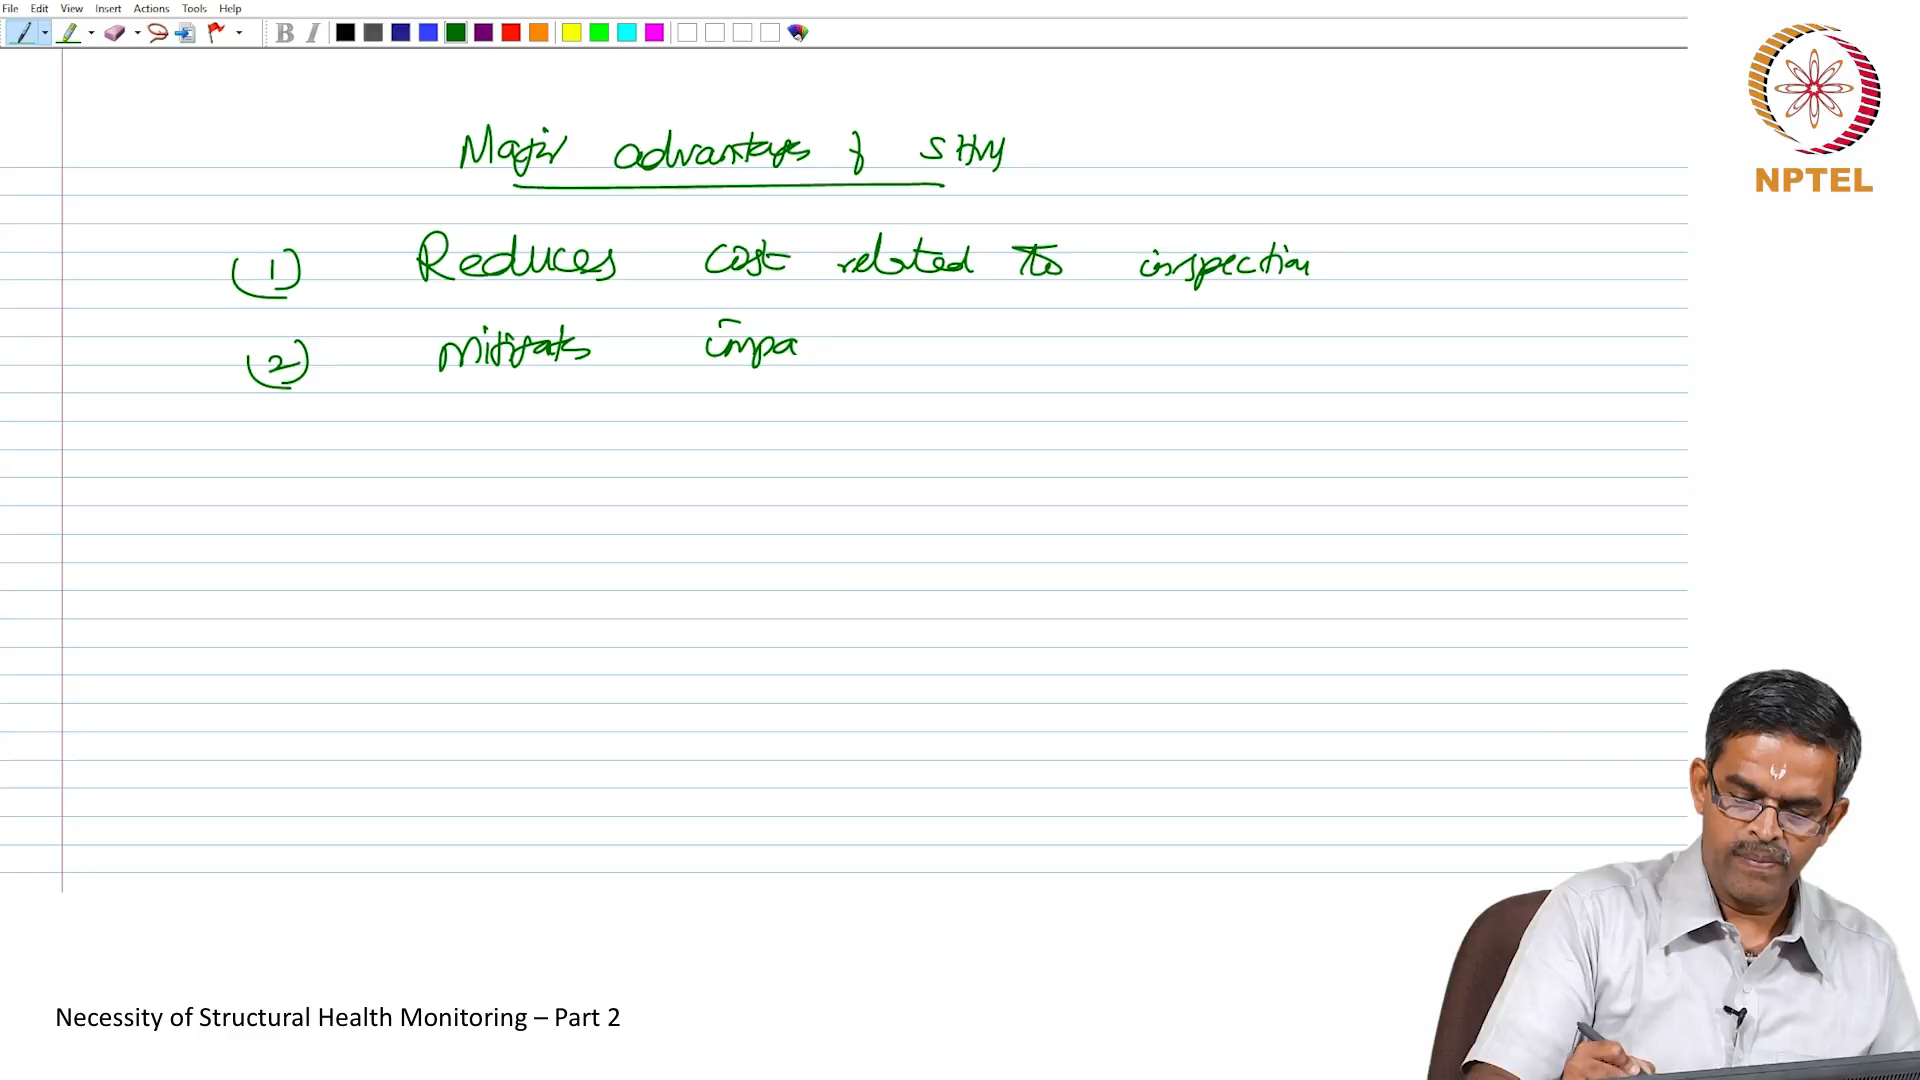 File Edit View Insert Actions Tools Help
B I
NPTEL
Major advantages of SHM
(1) Reduces cost related to inspection
(2) mitigates impa
Necessity of Structural Health Monitoring – Part 2